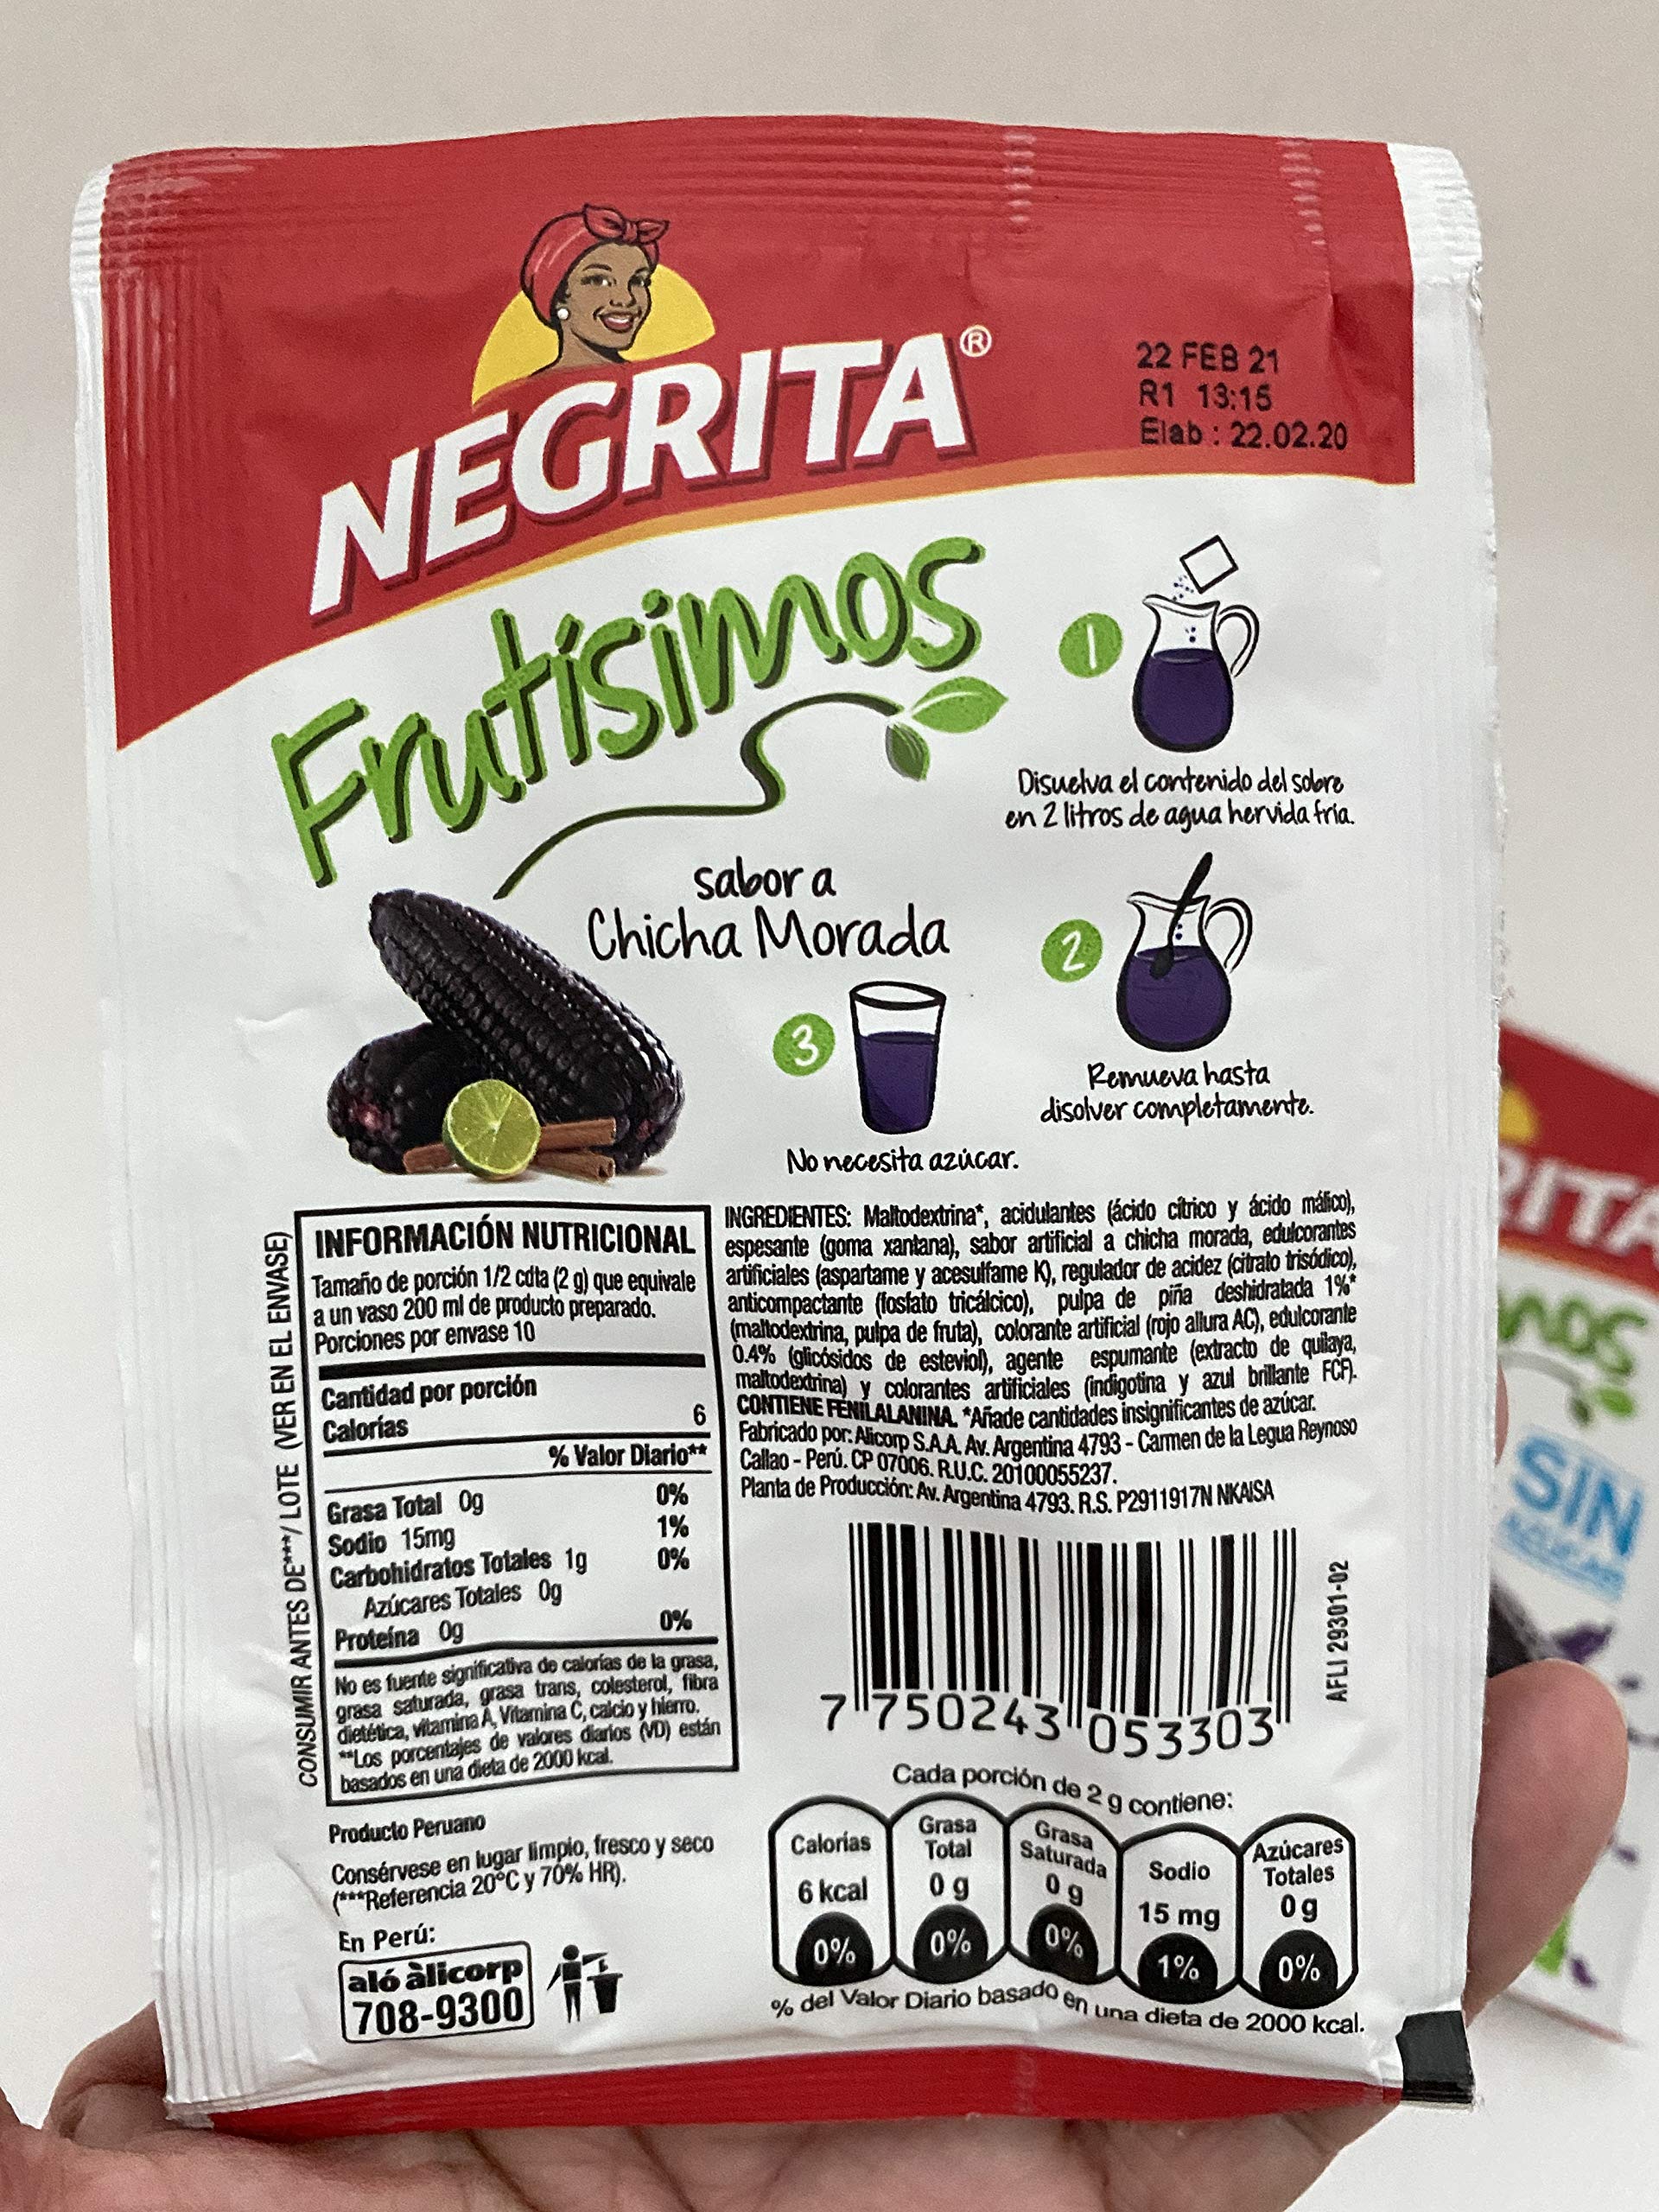 NEGRITA®
22 FEB 21
R1 13:15
Elab : 22.02.20
Frutísimos
1
Disuelva el contenido del sobre
en 2 litros de agua hervida fría.
sabor a
Chicha Morada
2
Remueva hasta
disolver completamente.
3
No necesita azúcar.
CONSUMIR ANTES DE***/ LOTE (VER EN EL ENVASE)
INFORMACIÓN NUTRICIONAL
Tamaño de porción 1/2 cdta (2 g) que equivale
a un vaso 200 ml de producto preparado.
Porciones por envase 10
Cantidad por porción
Calorías 6
% Valor Diario**
Grasa Total 0g 0%
Sodio 15mg 1%
Carbohidratos Totales 1g 0%
Azúcares Totales 0g
Proteína 0g 0%
No es fuente significativa de calorías de la grasa,
grasa saturada, grasa trans, colesterol, fibra
dietética, vitamina A, Vitamina C, calcio y hierro.
**Los porcentajes de valores diarios (VD) están
basados en una dieta de 2000 kcal.
INGREDIENTES: Maltodextrina*, acidulantes (ácido cítrico y ácido málico),
espesante (goma xantana), sabor artificial a chicha morada, edulcorantes
artificiales (aspartame y acesulfame K), regulador de acidez (citrato trisódico),
anticompactante (fosfato tricálcico), pulpa de piña deshidratada 1%*
(maltodextrina, pulpa de fruta), colorante artificial (rojo allura AC), edulcorante
0.4% (glicósidos de esteviol), agente espumante (extracto de quilaya,
maltodextrina) y colorantes artificiales (indigotina y azul brillante FCF).
CONTIENE FENILALANINA. *Añade cantidades insignificantes de azúcar.
Fabricado por: Alicorp S.A.A. Av. Argentina 4793 - Carmen de la Legua Reynoso
Callao - Perú. CP 07006. R.U.C. 20100055237.
Planta de Producción: Av. Argentina 4793. R.S. P2911917N NKAISA
7 750243 053303
AFLI 29301-02
Producto Peruano
Consérvese en lugar limpio, fresco y seco
(***Referencia 20°C y 70% HR).
En Perú:
aló àlicorp
708-9300
Cada porción de 2 g contiene:
Calorías 6 kcal 0%
Grasa Total 0 g 0%
Grasa Saturada 0 g 0%
Sodio 15 mg 1%
Azúcares Totales 0 g 0%
% del Valor Diario basado en una dieta de 2000 kcal.
RITA
MOS
SIN
AZÚCAR